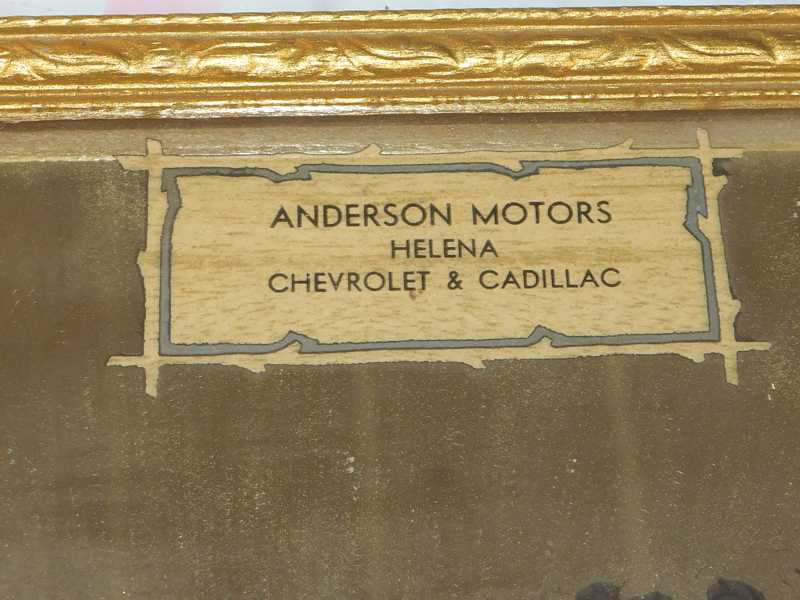 ANDERSON MOTORS
HELENA
CHEVROLET & CADILLAC